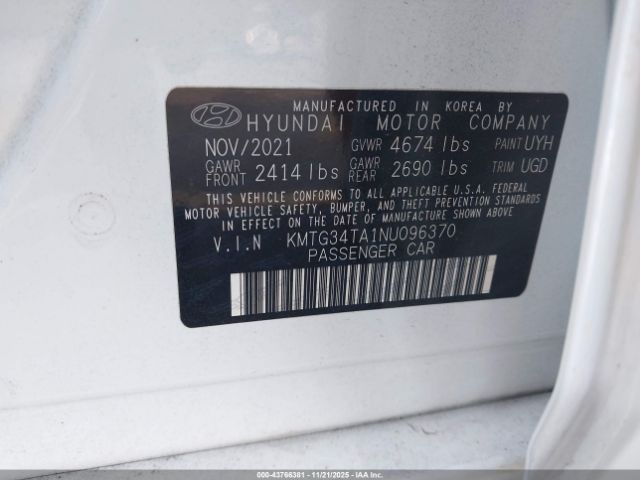 MANUFACTURED IN KOREA BY
HYUNDAI MOTOR COMPANY
NOV/2021 GVWR 4674 lbs PAINT UYH
GAWR FRONT 2414 lbs GAWR REAR 2690 lbs TRIM UGD
THIS VEHICLE CONFORMS TO ALL APPLICABLE U.S.A. FEDERAL
MOTOR VEHICLE SAFETY, BUMPER, AND THEFT PREVENTION STANDARDS
IN EFFECT ON THE DATE OF MANUFACTURE SHOWN ABOVE.
V.I.N KMTG34TA1NU096370
PASSENGER CAR
000-43766381 - 11/21/2025 - IAAI.COM